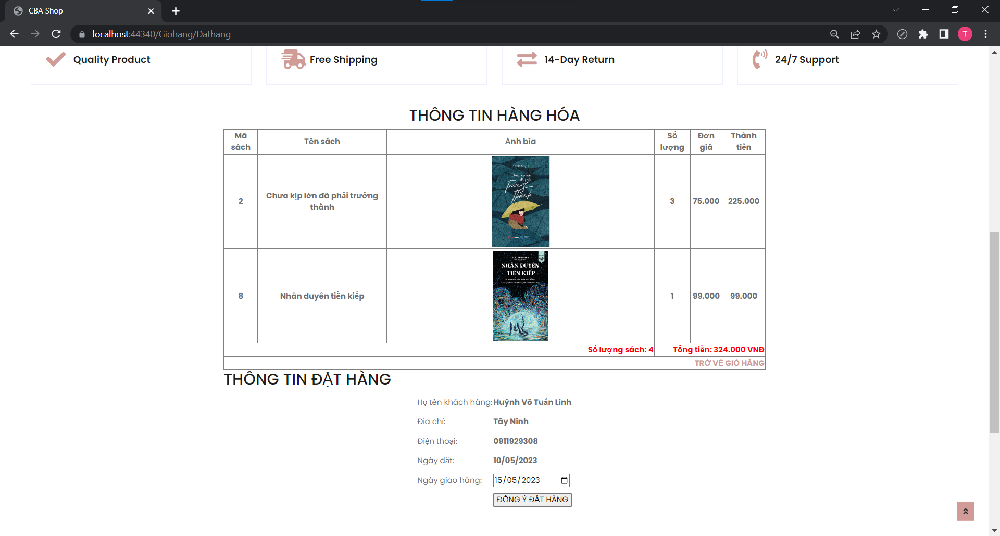 CBA Shop
localhost:44340/Giohang/Dathang
T
Quality Product
Free Shipping
14-Day Return
24/7 Support
THÔNG TIN HÀNG HÓA
Mã sách Tên sách Ảnh bìa Số lượng Đơn giá Thành tiền
2 Chưa kịp lớn đã phải trưởng thành 3 75.000 225.000
Chưa kịp lớn
đã phải
Trưởng
Thành
8 Nhân duyên tiền kiếp 1 99.000 99.000
DICK SUTPHEN
NHÂN DUYÊN
TIỀN KIẾP
Số lượng sách: 4 Tổng tiền: 324.000 VNĐ
TRỞ VỀ GIỎ HÀNG
THÔNG TIN ĐẶT HÀNG
Họ tên khách hàng: Huỳnh Võ Tuấn Linh
Địa chỉ: Tây Ninh
Điện thoại: 0911929308
Ngày đặt: 10/05/2023
Ngày giao hàng: 15/05/2023
ĐỒNG Ý ĐẶT HÀNG